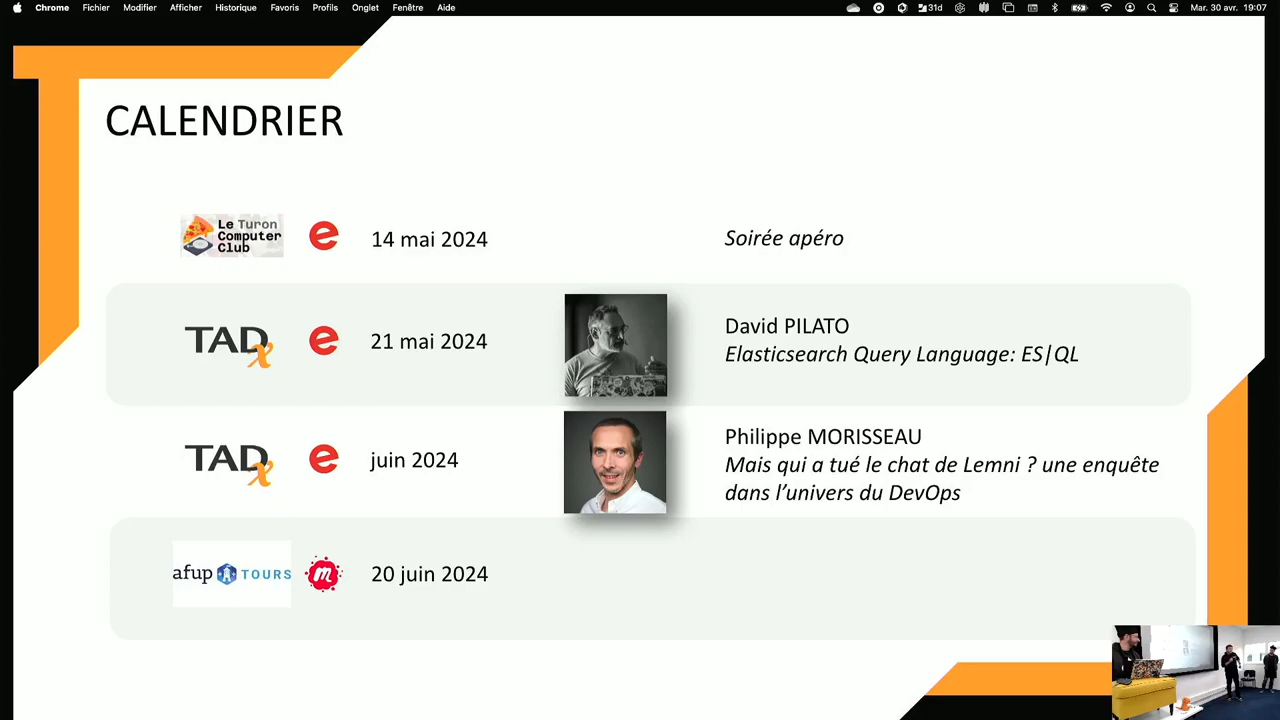 Chrome Fichier Modifier Afficher Historique Favoris Profils Onglet Fenêtre Aide 31d Mar. 30 avr. 19:07
CALENDRIER
Le Turon
Computer
Club
e 14 mai 2024 Soirée apéro
TADx e 21 mai 2024 David PILATO
Elasticsearch Query Language: ES|QL
TADx e juin 2024 Philippe MORISSEAU
Mais qui a tué le chat de Lemni ? une enquête
dans l’univers du DevOps
afup TOURS m 20 juin 2024